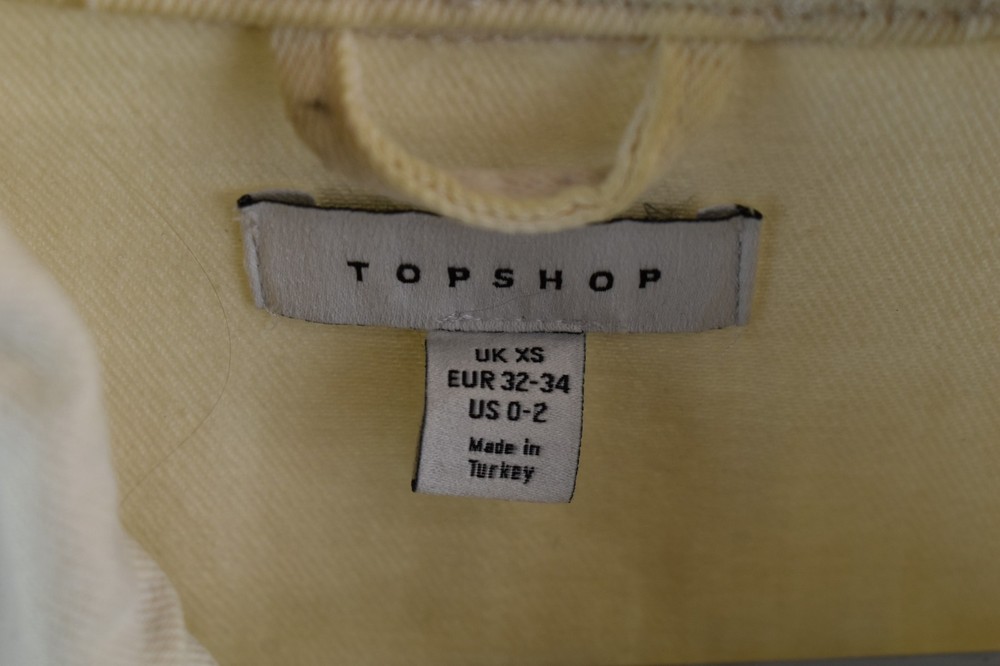 TOPSHOP
UK XS
EUR 32-34
US 0-2
Made in
Turkey